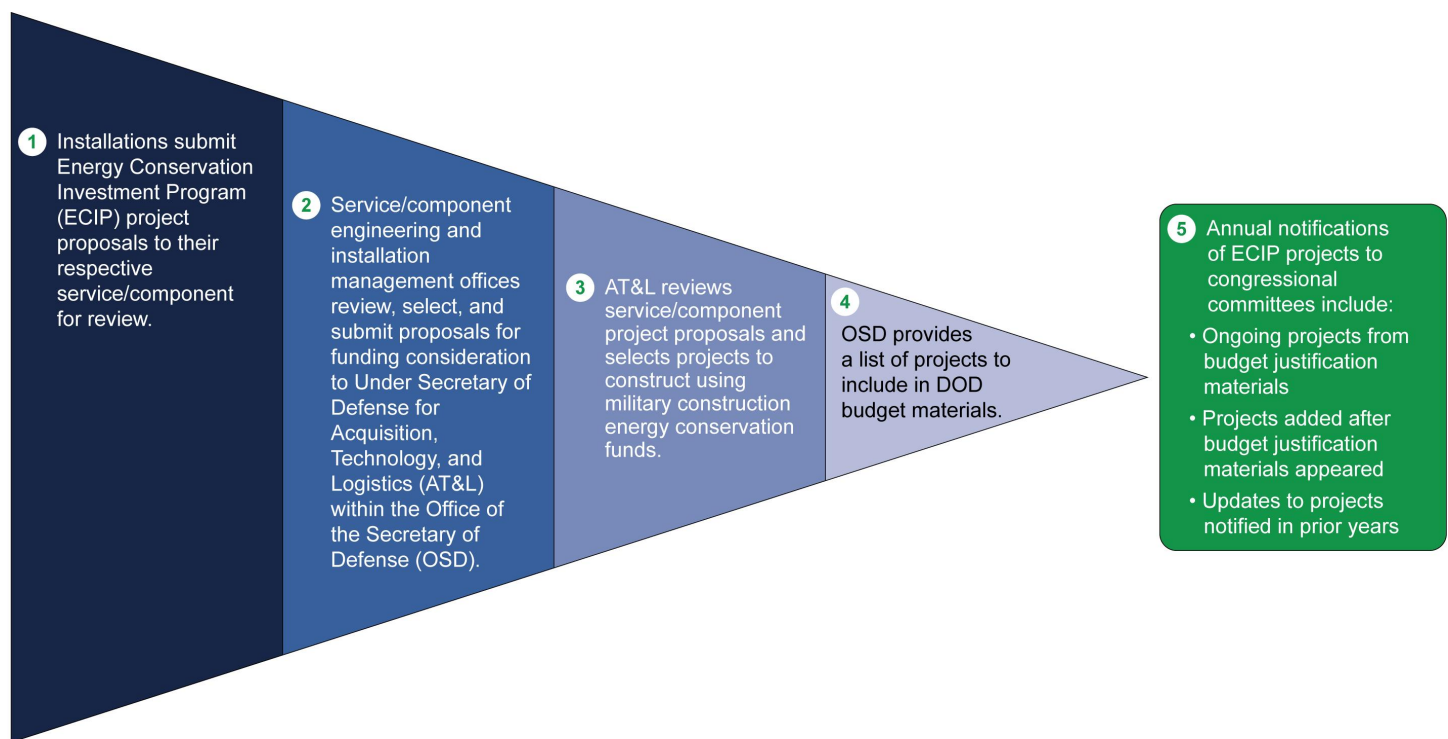 1 Installations submit
Energy Conservation
Investment Program
(ECIP) project
proposals to their
respective
service/component
for review.
2 Service/component
engineering and
installation
management offices
review, select, and
submit proposals for
funding consideration
to Under Secretary of
Defense for
Acquisition,
Technology, and
Logistics (AT&L)
within the Office of
the Secretary of
Defense (OSD).
3 AT&L reviews
service/component
project proposals and
selects projects to
construct using
military construction
energy conservation
funds.
4
OSD provides
a list of projects to
include in DOD
budget materials.
5 Annual notifications
of ECIP projects to
congressional
committees include:
• Ongoing projects from
budget justification
materials
• Projects added after
budget justification
materials appeared
• Updates to projects
notified in prior years